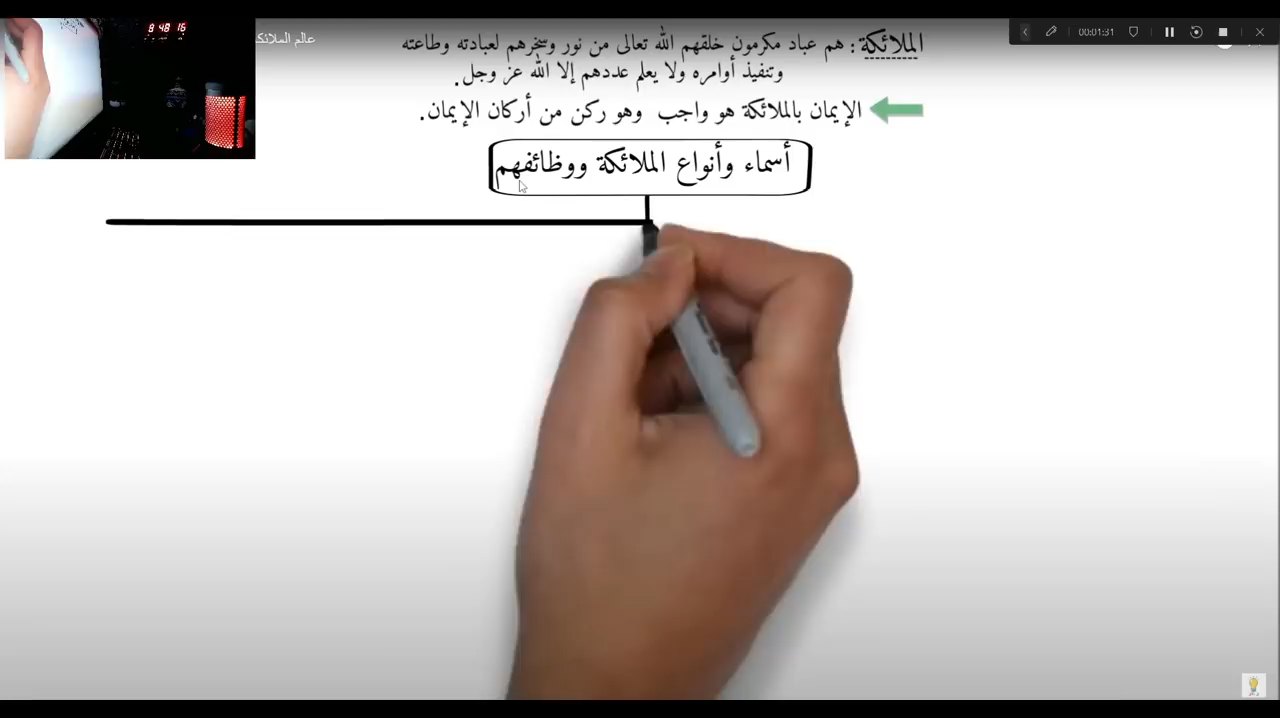 عالم الملائكة
8 48 16
00:01:31
الملائكة : هم عباد مكرمون خلقهم الله تعالى من نور وسخرهم لعبادته وطاعته
وتنفيذ أوامره ولا يعلم عددهم إلا الله عز وجل.
الإيمان بالملائكة هو واجب وهو ركن من أركان الإيمان.
أسماء وأنواع الملائكة ووظائفهم